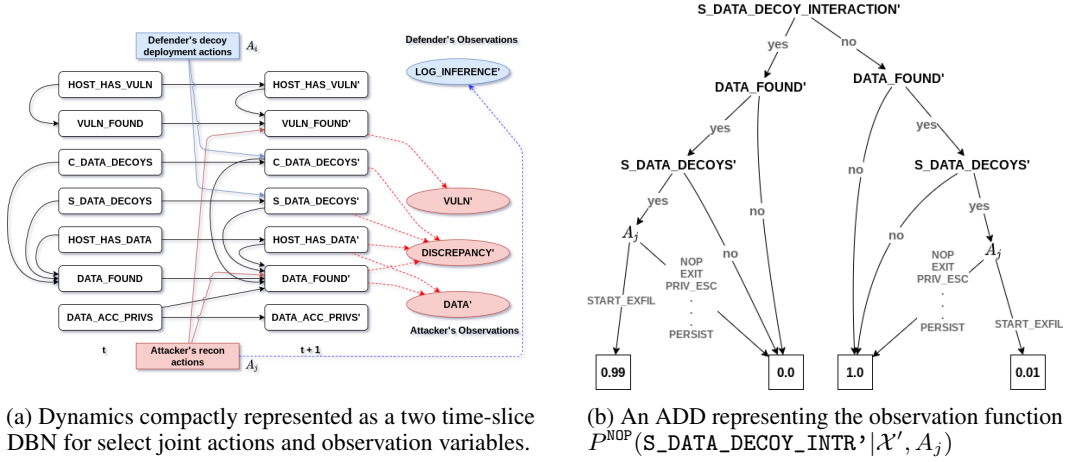 Defender's decoy
deployment actions
A_i
Defender's Observations
LOG_INFERENCE'
HOST_HAS_VULN
HOST_HAS_VULN'
VULN_FOUND
VULN_FOUND'
C_DATA_DECOYS
C_DATA_DECOYS'
S_DATA_DECOYS
S_DATA_DECOYS'
VULN'
HOST_HAS_DATA
HOST_HAS_DATA'
DISCREPANCY'
DATA_FOUND
DATA_FOUND'
DATA'
DATA_ACC_PRIVS
DATA_ACC_PRIVS'
Attacker's Observations
t
Attacker's recon
actions
A_j
t + 1
(a) Dynamics compactly represented as a two time-slice
DBN for select joint actions and observation variables.
S_DATA_DECOY_INTERACTION'
yes
no
DATA_FOUND'
DATA_FOUND'
yes
yes
S_DATA_DECOYS'
S_DATA_DECOYS'
no
yes
yes
no
no
A_j
A_j
no
NOP
EXIT
PRIV_ESC
.
.
.
PERSIST
NOP
EXIT
PRIV_ESC
.
.
.
PERSIST
START_EXFIL
START_EXFIL
0.99
0.0
1.0
0.01
(b) An ADD representing the observation function
P^NOP(S_DATA_DECOY_INTR'|𝒳′, A_j)